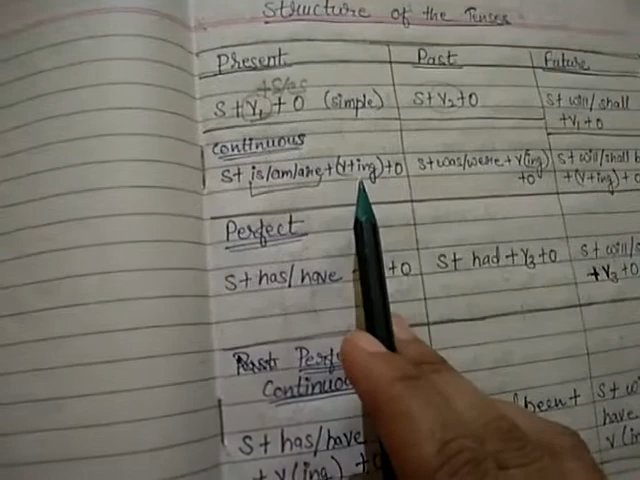 Structure of the Tenses
Present Past Future
+s/es
S + V₁ + O (simple) S + V₂ + O S + will/shall
+ V₁ + O
Continuous
S + is/am/are + (V+ing) + O S + was/were + V(ing) S + will/shall
+ O + (V+ing) + O
Perfect
S + has/have + O S + had + V₃ + O S + will/
+ V₃ + O
Perfect
Continuous
been + S +
S + has/have have
+ V(ing) +